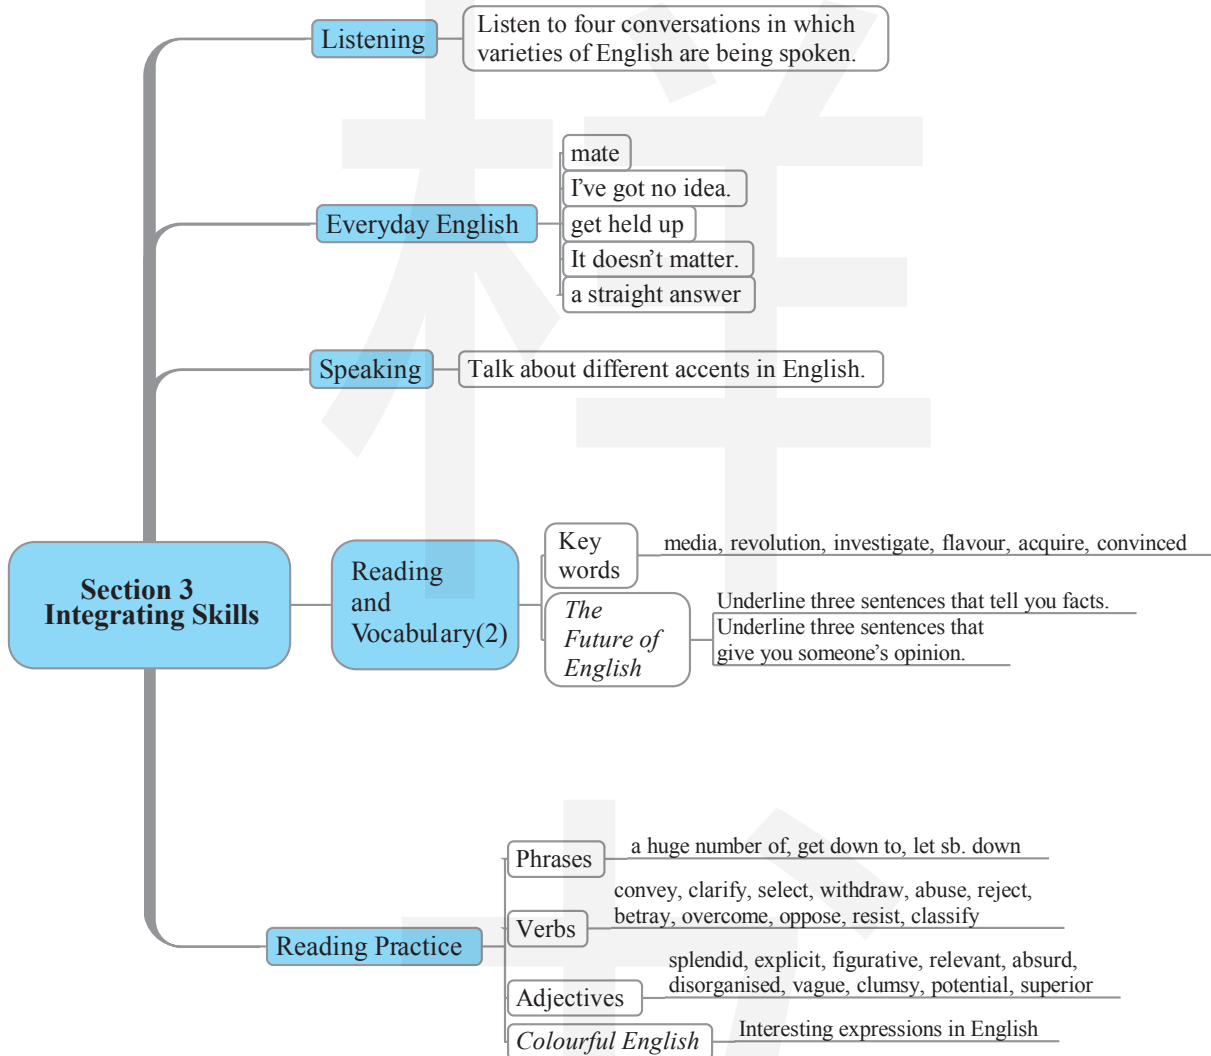 Listening
Listen to four conversations in which
varieties of English are being spoken.
Everyday English
mate
I've got no idea.
get held up
It doesn't matter.
a straight answer
Speaking
Talk about different accents in English.
Section 3
Integrating Skills
Reading
and
Vocabulary(2)
Key
words
media, revolution, investigate, flavour, acquire, convinced
The
Future of
English
Underline three sentences that tell you facts.
Underline three sentences that
give you someone's opinion.
Reading Practice
Phrases
a huge number of, get down to, let sb. down
Verbs
convey, clarify, select, withdraw, abuse, reject,
betray, overcome, oppose, resist, classify
Adjectives
splendid, explicit, figurative, relevant, absurd,
disorganised, vague, clumsy, potential, superior
Colourful English
Interesting expressions in English
样